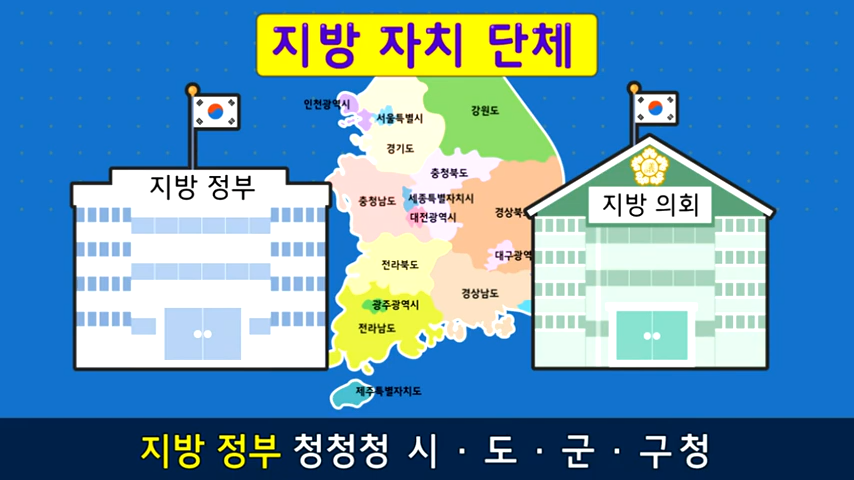 지방 자치 단체
인천광역시
서울특별시
강원도
경기도
충청북도
충청남도
세종특별자치시
대전광역시
경상북
전라북도
대구광역
경상남도
광주광역시
전라남도
제주특별자치도
지방 정부
지방 의회
지방 정부 청청청 시 · 도 · 군 · 구청